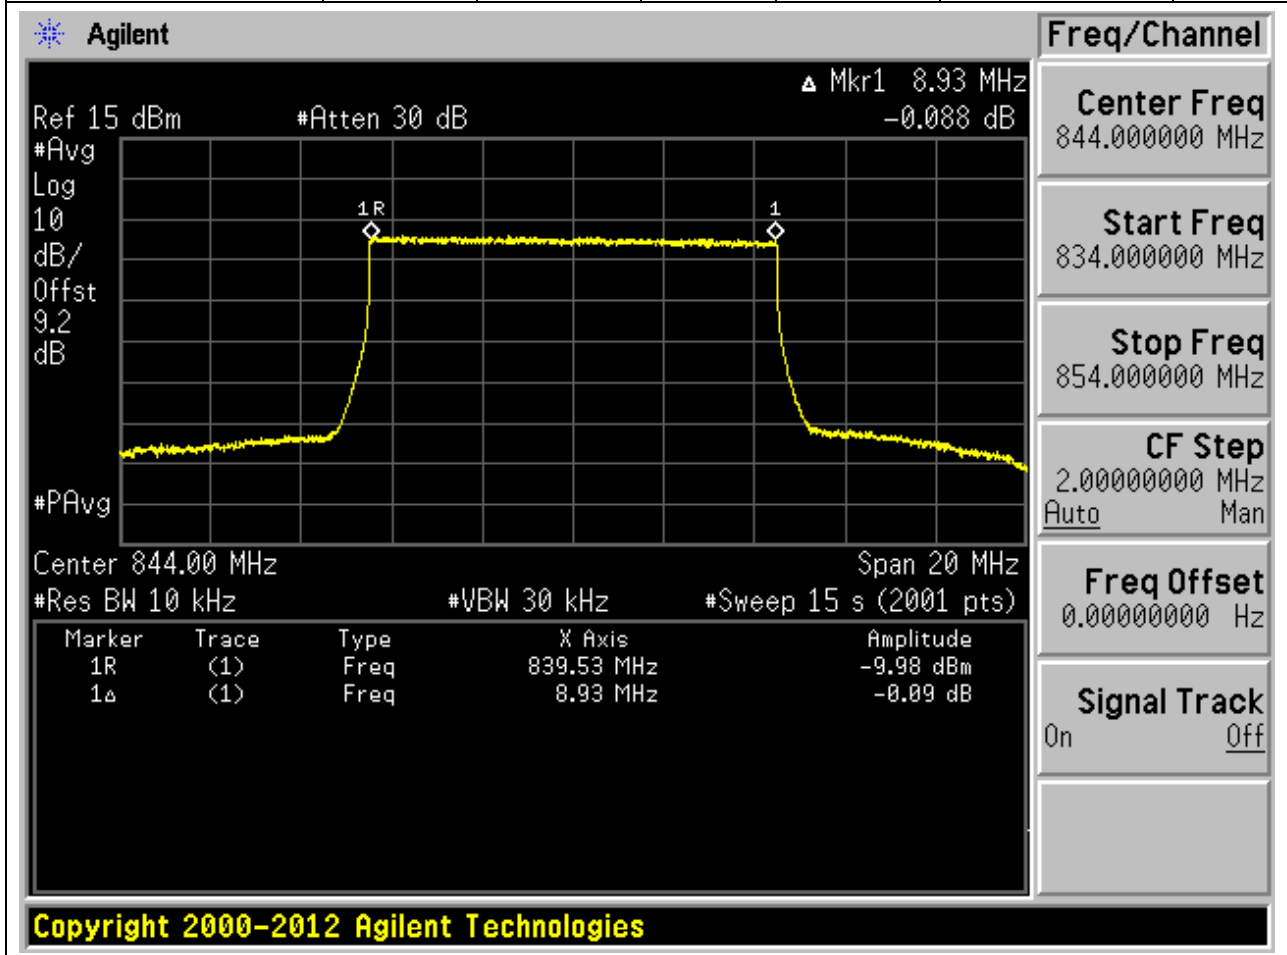 Agilent
Freq/Channel
▵ Mkr1 8.93 MHz
Ref 15 dBm #Atten 30 dB -0.088 dB
#Avg
Log
10
dB/
Offst
9.2
dB
1R 1
#PAvg
Center 844.00 MHz Span 20 MHz
#Res BW 10 kHz #VBW 30 kHz #Sweep 15 s (2001 pts)
Marker Trace Type X Axis Amplitude
1R (1) Freq 839.53 MHz -9.98 dBm
1▵ (1) Freq 8.93 MHz -0.09 dB
Center Freq
844.000000 MHz
Start Freq
834.000000 MHz
Stop Freq
854.000000 MHz
CF Step
2.00000000 MHz
Auto Man
Freq Offset
0.00000000 Hz
Signal Track
On Off
Copyright 2000-2012 Agilent Technologies